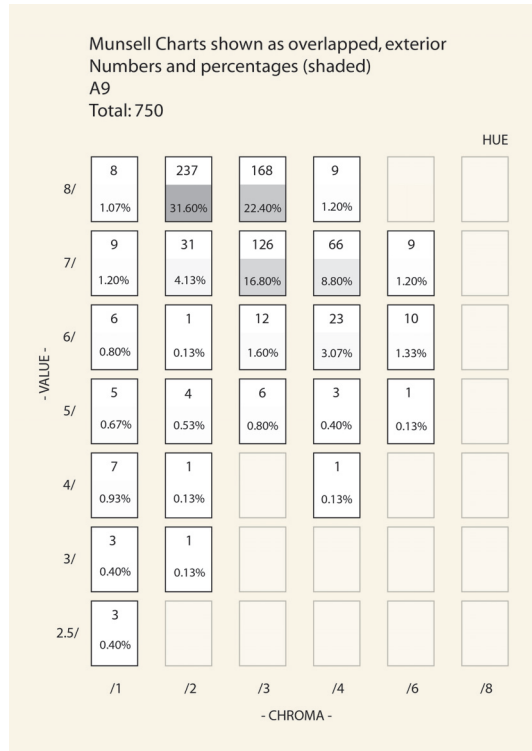 Munsell Charts shown as overlapped, exterior
Numbers and percentages (shaded)
A9
Total: 750
HUE
8/ 8 237 168 9
1.07% 31.60% 22.40% 1.20%
7/ 9 31 126 66 9
1.20% 4.13% 16.80% 8.80% 1.20%
6/ 6 1 12 23 10
0.80% 0.13% 1.60% 3.07% 1.33%
- VALUE -
5/ 5 4 6 3 1
0.67% 0.53% 0.80% 0.40% 0.13%
4/ 7 1 1
0.93% 0.13% 0.13%
3/ 3 1
0.40% 0.13%
2.5/ 3
0.40%
/1 /2 /3 /4 /6 /8
- CHROMA -